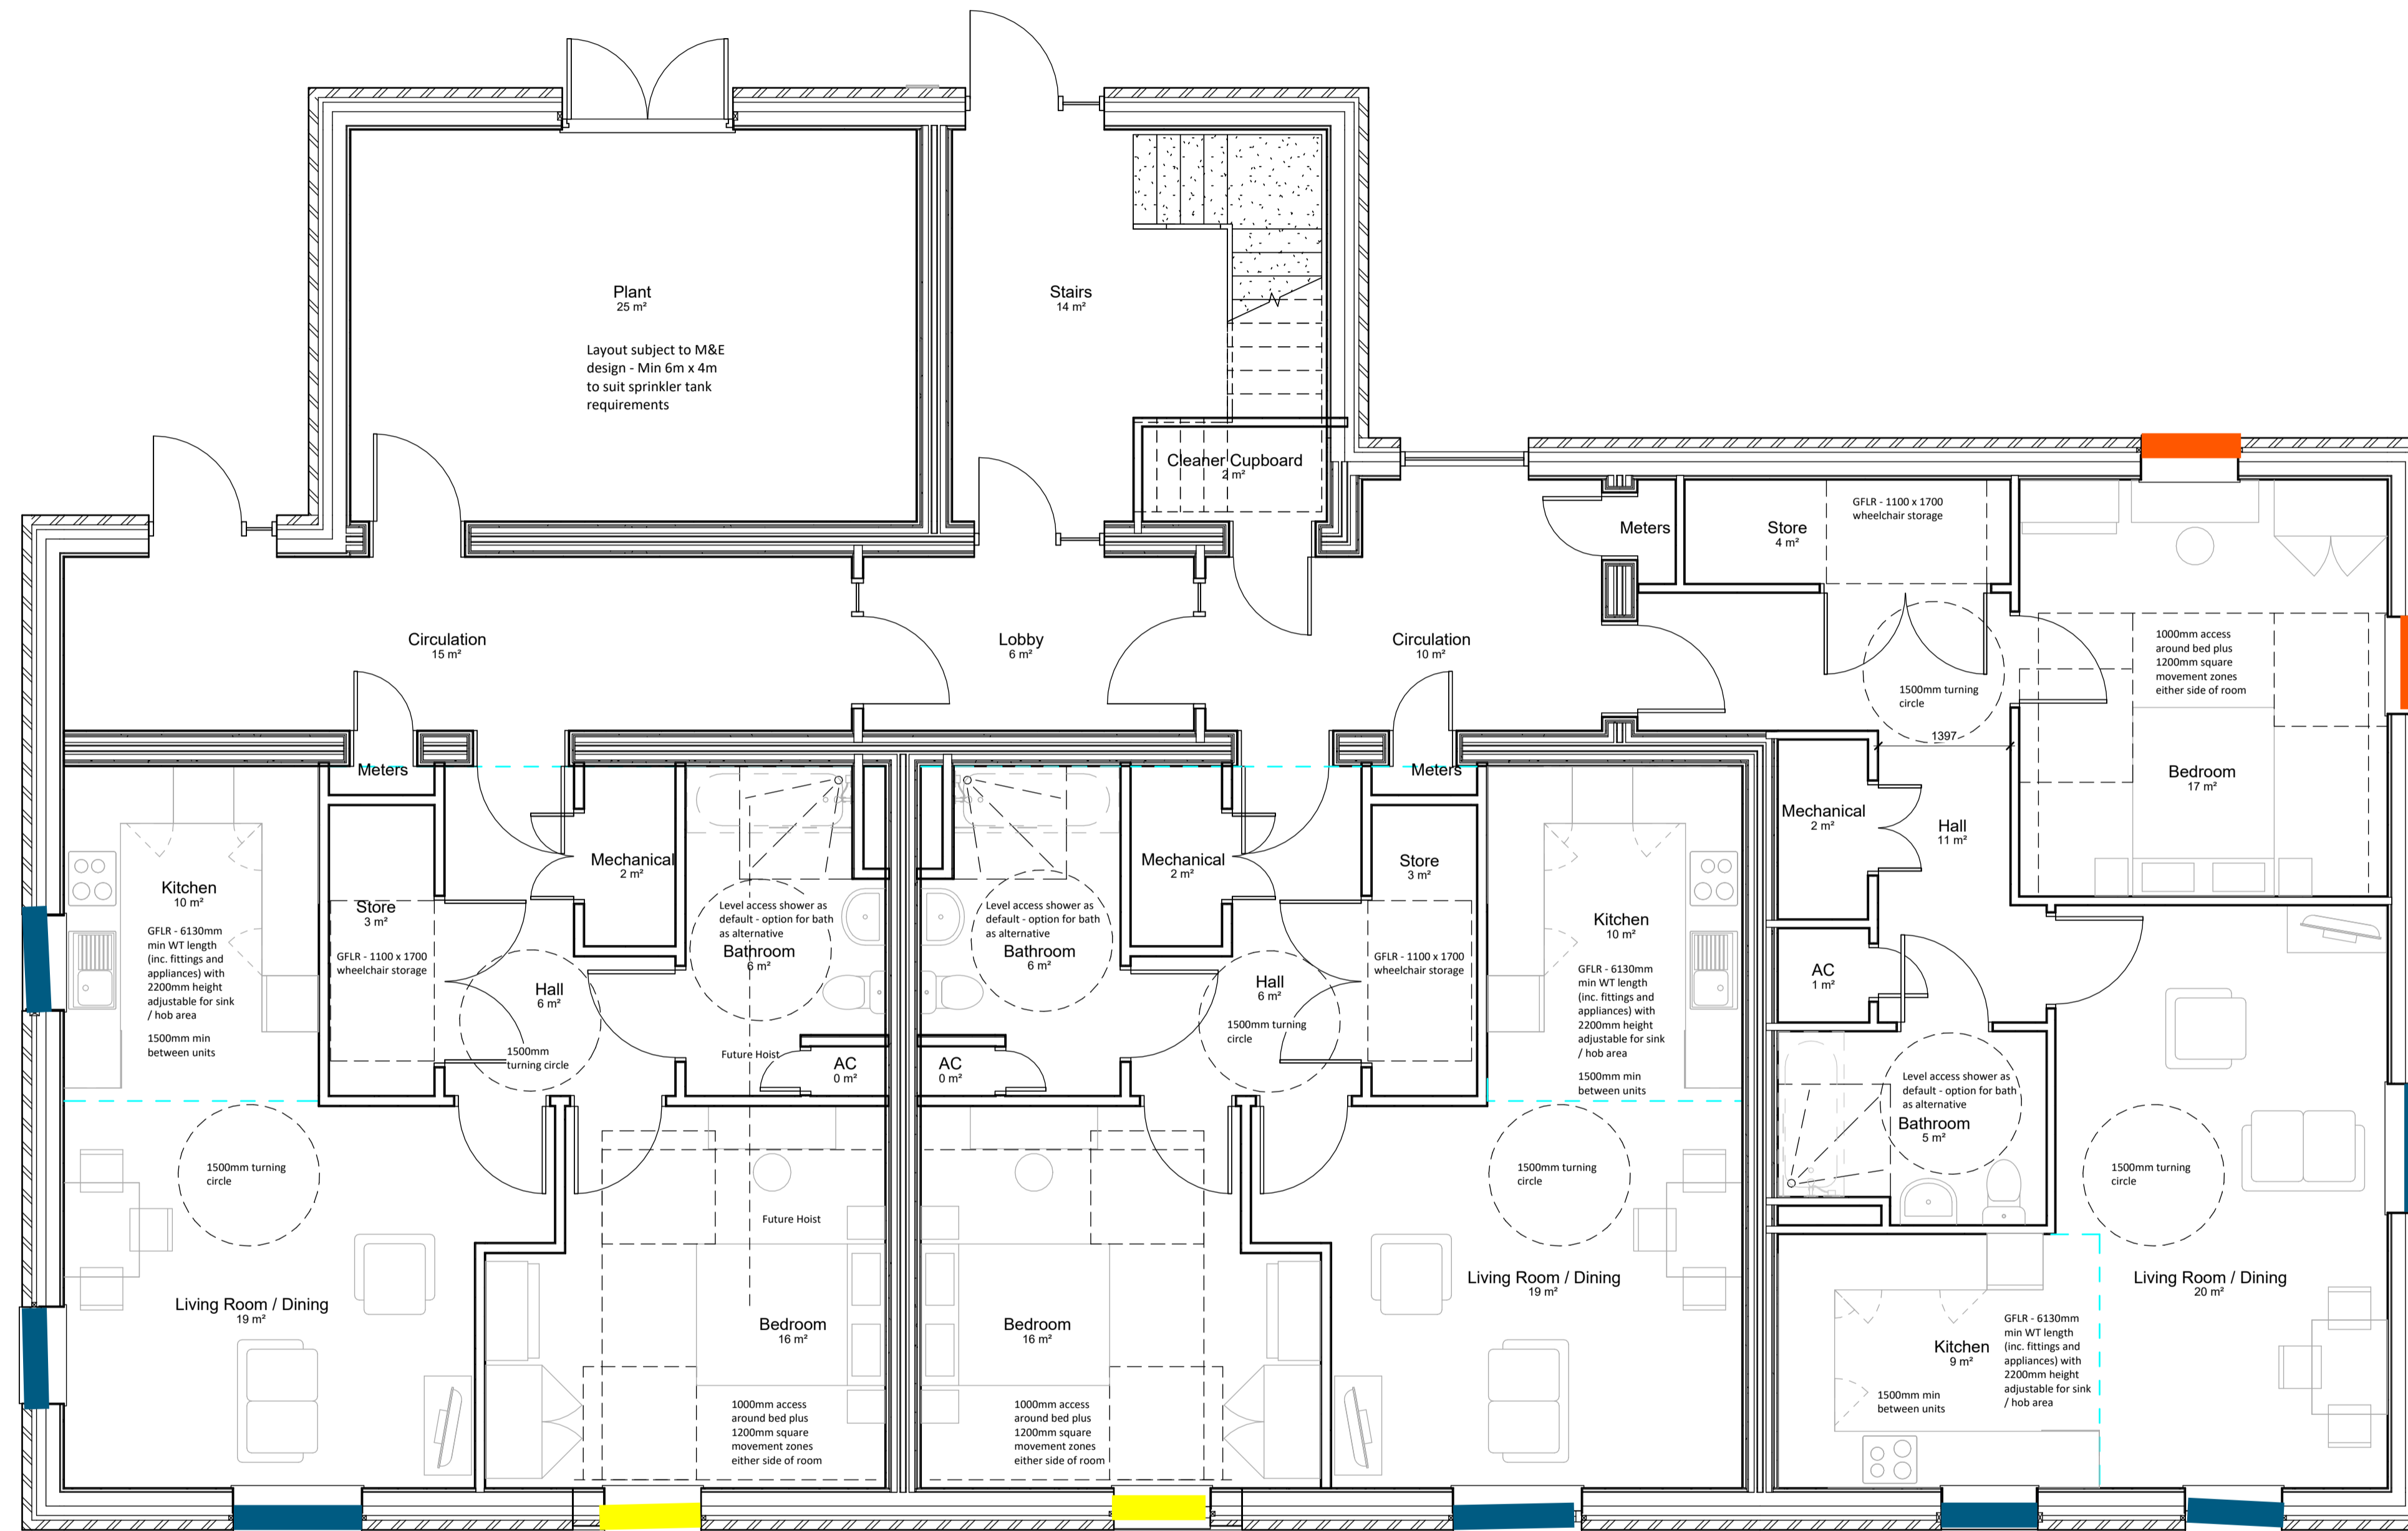 Plant
25 m²
Layout subject to M&E
design - Min 6m x 4m
to suit sprinkler tank
requirements
Stairs
14 m²
Cleaner Cupboard
2 m²
Meters
Store
4 m²
GFLR - 1100 x 1700
wheelchair storage
Circulation
15 m²
Lobby
6 m²
Circulation
10 m²
1500mm turning
circle
1397
1000mm access
around bed plus
1200mm square
movement zones
either side of room
Bedroom
17 m²
Meters
Kitchen
10 m²
GFLR - 6130mm
min WT length
(inc. fittings and
appliances) with
2200mm height
adjustable for sink
/ hob area
1500mm min
between units
Store
3 m²
GFLR - 1100 x 1700
wheelchair storage
Mechanical
2 m²
Hall
6 m²
1500mm
turning circle
Level access shower as
default - option for bath
as alternative
Bathroom
6 m²
Future Hoist
AC
0 m²
Level access shower as
default - option for bath
as alternative
Bathroom
6 m²
AC
0 m²
Mechanical
2 m²
Hall
6 m²
1500mm turning
circle
Meters
Store
3 m²
GFLR - 1100 x 1700
wheelchair storage
Kitchen
10 m²
GFLR - 6130mm
min WT length
(inc. fittings and
appliances) with
2200mm height
adjustable for sink
/ hob area
1500mm min
between units
Mechanical
2 m²
Hall
11 m²
AC
1 m²
Level access shower as
default - option for bath
as alternative
Bathroom
5 m²
1500mm turning
circle
Living Room / Dining
19 m²
Future Hoist
Bedroom
16 m²
1000mm access
around bed plus
1200mm square
movement zones
either side of room
Bedroom
16 m²
1000mm access
around bed plus
1200mm square
movement zones
either side of room
1500mm turning
circle
Living Room / Dining
19 m²
1500mm turning
circle
Living Room / Dining
20 m²
Kitchen
9 m²
GFLR - 6130mm
min WT length
(inc. fittings and
appliances) with
2200mm height
adjustable for sink
/ hob area
1500mm min
between units